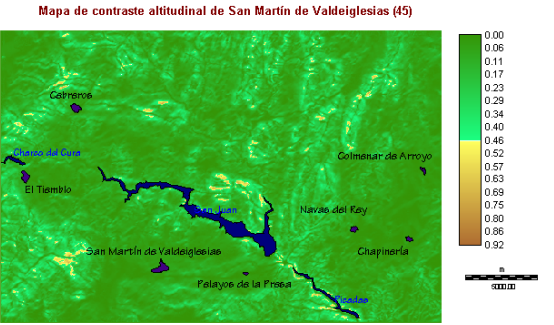 Mapa de contraste altitudinal de San Martín de Valdeiglesias (45)
0.00
0.06
0.11
0.17
0.23
0.29
0.34
0.40
0.46
0.52
0.57
0.63
0.69
0.75
0.80
0.86
0.92
Cebreros
Charco del Cura
Colmenar de Arroyo
El Tiemblo
San Juan
Navas del Rey
San Martín de Valdeiglesias
Chapinería
Pelayos de la Presa
Picadas
m
5000.00